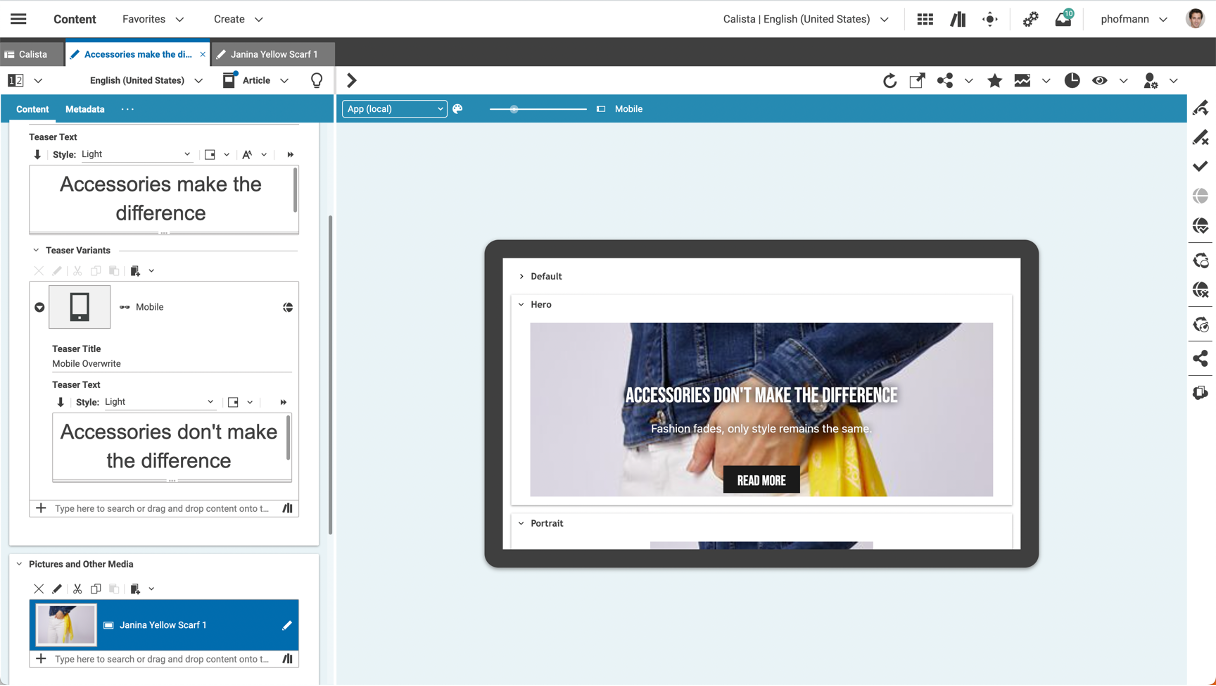 Content Favorites Create Calista | English (United States) 10 phofmann
Calista Accessories make the di... × Janina Yellow Scarf 1
12 English (United States) Article
Content Metadata ··· App (local) Mobile
Teaser Text
Style: Light
Accessories make the
difference
Teaser Variants
Mobile
Teaser Title
Mobile Overwrite
Teaser Text
Style: Light
Accessories don't make
the difference
Type here to search or drag and drop content onto t...
Pictures and Other Media
Janina Yellow Scarf 1
Type here to search or drag and drop content onto t...
Default
Hero
ACCESSORIES DON'T MAKE THE DIFFERENCE
Fashion fades, only style remains the same.
READ MORE
Portrait